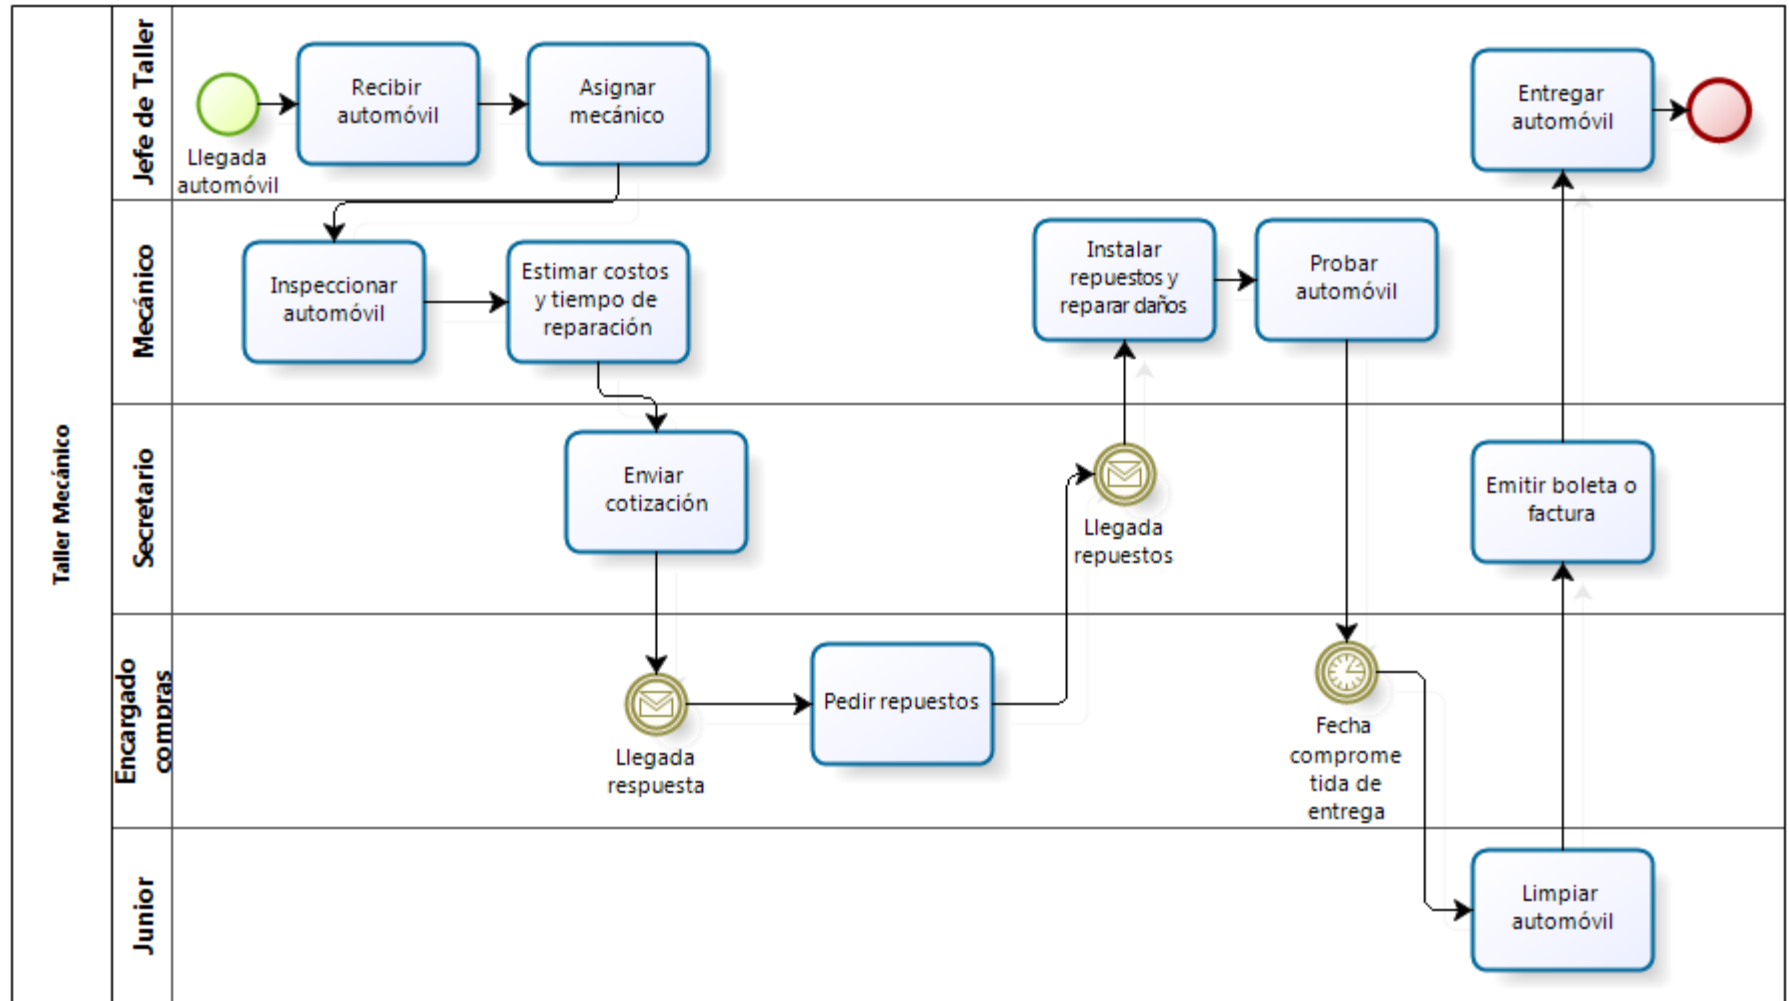 Taller Mecánico
Jefe de Taller
Llegada
automóvil
Recibir
automóvil
Asignar
mecánico
Entregar
automóvil
Mecánico
Inspeccionar
automóvil
Estimar costos
y tiempo de
reparación
Instalar
repuestos y
reparar daños
Probar
automóvil
Secretario
Enviar
cotización
Llegada
repuestos
Emitir boleta o
factura
Encargado
compras
Llegada
respuesta
Pedir repuestos
Fecha
comprome
tida de
entrega
Junior
Limpiar
automóvil